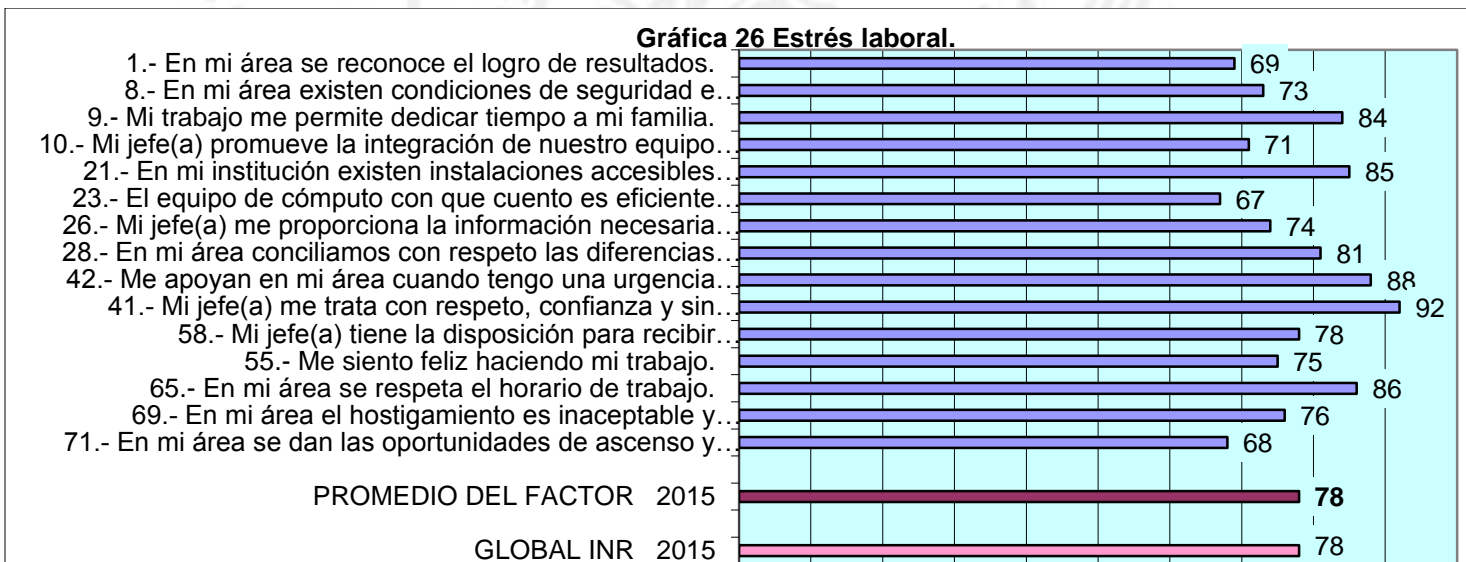 Gráfica 26 Estrés laboral.
1.- En mi área se reconoce el logro de resultados. 69
8.- En mi área existen condiciones de seguridad e… 73
9.- Mi trabajo me permite dedicar tiempo a mi familia. 84
10.- Mi jefe(a) promueve la integración de nuestro equipo… 71
21.- En mi institución existen instalaciones accesibles… 85
23.- El equipo de cómputo con que cuento es eficiente… 67
26.- Mi jefe(a) me proporciona la información necesaria… 74
28.- En mi área conciliamos con respeto las diferencias… 81
42.- Me apoyan en mi área cuando tengo una urgencia… 88
41.- Mi jefe(a) me trata con respeto, confianza y sin… 92
58.- Mi jefe(a) tiene la disposición para recibir… 78
55.- Me siento feliz haciendo mi trabajo. 75
65.- En mi área se respeta el horario de trabajo. 86
69.- En mi área el hostigamiento es inaceptable y… 76
71.- En mi área se dan las oportunidades de ascenso y… 68
PROMEDIO DEL FACTOR 2015 78
GLOBAL INR 2015 78